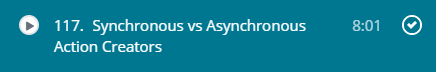 117. Synchronous vs Asynchronous 8:01
Action Creators